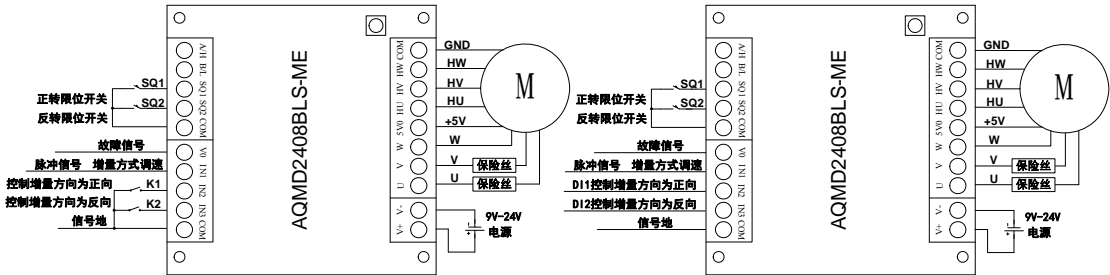 A/H
B/L
SQ1
SQ2
COM
V0
IN1
IN2
IN3
COM
SQ1
正转限位开关
SQ2
反转限位开关
故障信号
脉冲信号 增量方式调速
控制增量方向为正向
K1
控制增量方向为反向
K2
信号地
AQMD2408BLS-ME
COM
HW
HV
HU
5V0
W
V
U
V-
V+
GND
HW
HV
HU
+5V
W
V
保险丝
U
保险丝
M
9V-24V
电源
A/H
B/L
SQ1
SQ2
COM
V0
IN1
IN2
IN3
COM
SQ1
正转限位开关
SQ2
反转限位开关
故障信号
脉冲信号 增量方式调速
DI1控制增量方向为正向
DI2控制增量方向为反向
信号地
AQMD2408BLS-ME
COM
HW
HV
HU
5V0
W
V
U
V-
V+
GND
HW
HV
HU
+5V
W
V
保险丝
U
保险丝
M
9V-24V
电源